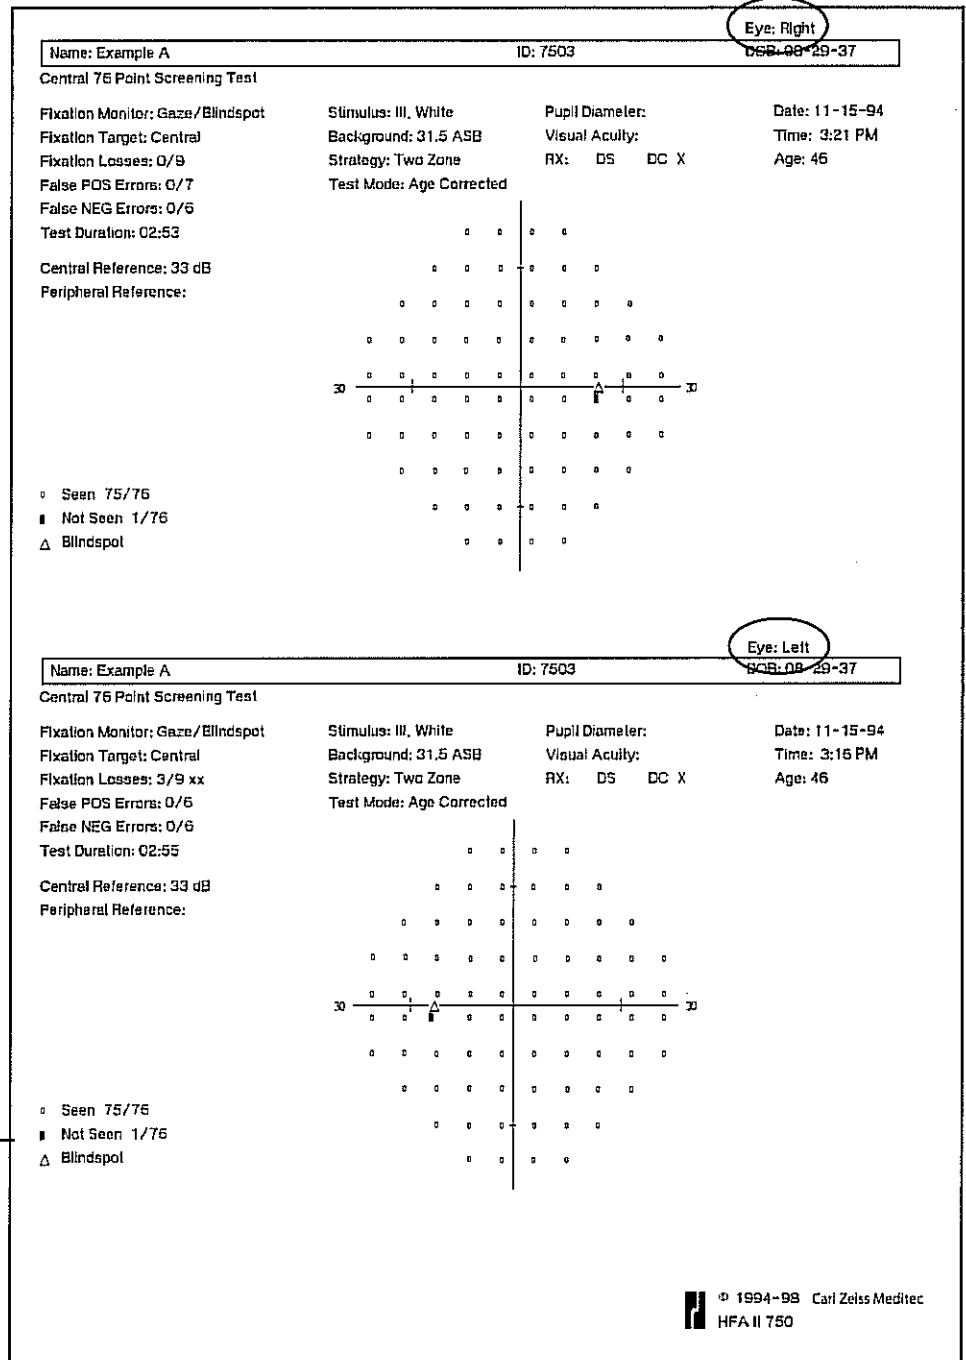 Eye: Right
Name: Example A ID: 7503 DOB: 08-29-37
Central 76 Point Screening Test
Fixation Monitor: Gaze/Blindspot Stimulus: III, White Pupil Diameter: Date: 11-15-94
Fixation Target: Central Background: 31.5 ASB Visual Acuity: Time: 3:21 PM
Fixation Losses: 0/9 Strategy: Two Zone RX: DS DC X Age: 46
False POS Errors: 0/7 Test Mode: Age Corrected
False NEG Errors: 0/6
Test Duration: 02:53
Central Reference: 33 dB
Peripheral Reference:
30 30
Seen 75/76
Not Seen 1/76
Blindspot
Eye: Left
Name: Example A ID: 7503 DOB: 08-29-37
Central 76 Point Screening Test
Fixation Monitor: Gaze/Blindspot Stimulus: III, White Pupil Diameter: Date: 11-15-94
Fixation Target: Central Background: 31.5 ASB Visual Acuity: Time: 3:15 PM
Fixation Losses: 3/9 xx Strategy: Two Zone RX: DS DC X Age: 46
False POS Errors: 0/6 Test Mode: Age Corrected
False NEG Errors: 0/6
Test Duration: 02:55
Central Reference: 33 dB
Peripheral Reference:
30 30
Seen 75/76
Not Seen 1/76
Blindspot
© 1994-98 Carl Zeiss Meditec
HFA II 750